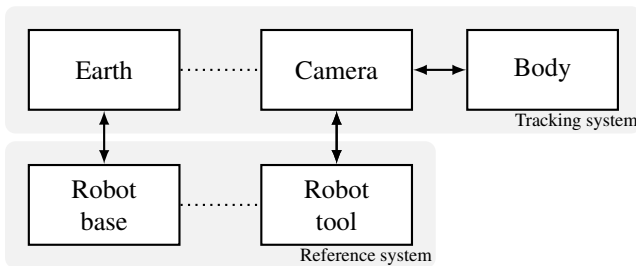 Earth
Camera
Body
Tracking system
Robot
base
Robot
tool
Reference system